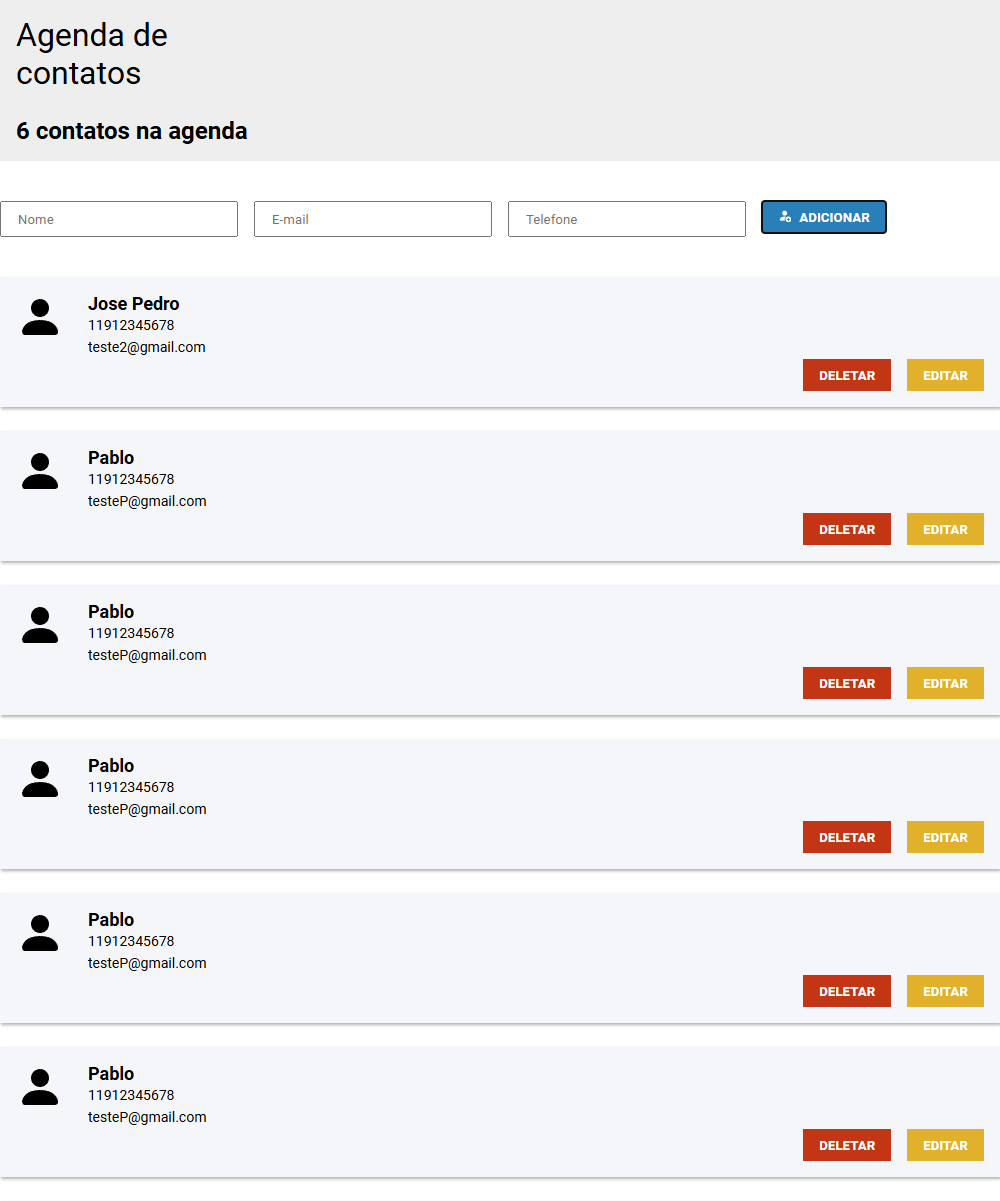 Agenda de
contatos
6 contatos na agenda
Nome E-mail Telefone ADICIONAR
Jose Pedro
11912345678
teste2@gmail.com
DELETAR EDITAR
Pablo
11912345678
testeP@gmail.com
DELETAR EDITAR
Pablo
11912345678
testeP@gmail.com
DELETAR EDITAR
Pablo
11912345678
testeP@gmail.com
DELETAR EDITAR
Pablo
11912345678
testeP@gmail.com
DELETAR EDITAR
Pablo
11912345678
testeP@gmail.com
DELETAR EDITAR